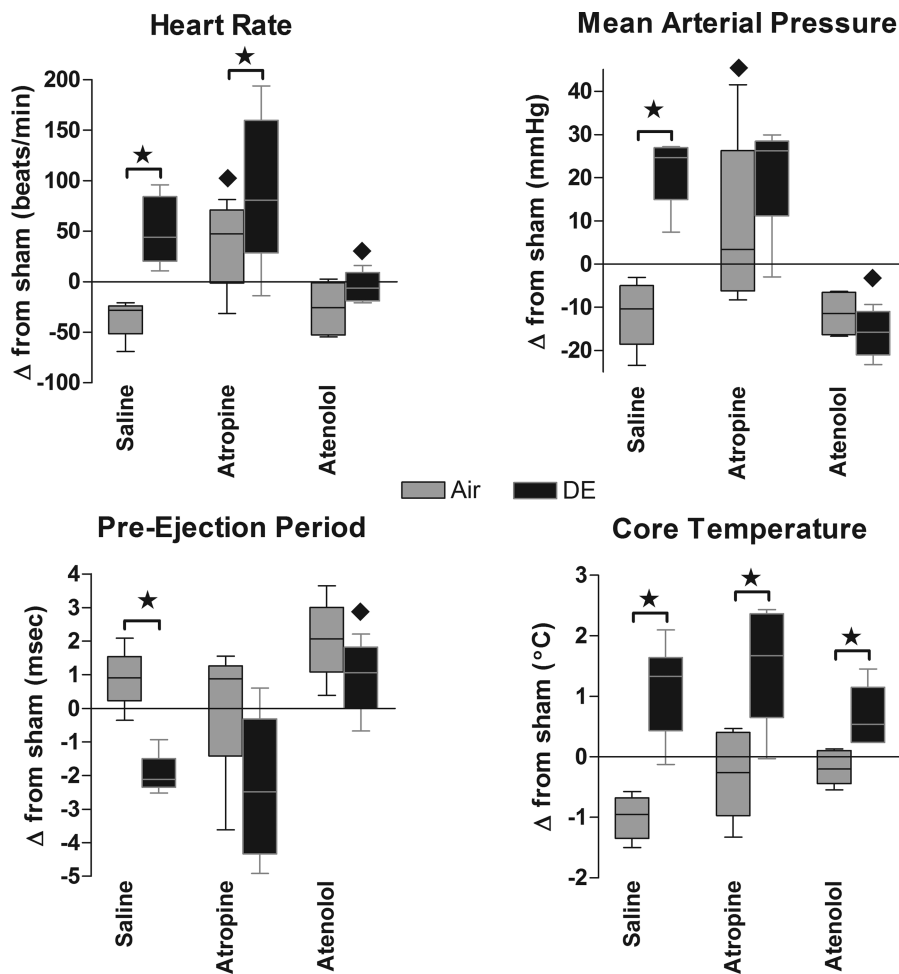 Heart Rate
Δ from sham (beats/min)
200
150
100
50
0
-50
-100
Saline
Atropine
Atenolol
Mean Arterial Pressure
Δ from sham (mmHg)
40
30
20
10
0
-10
-20
Saline
Atropine
Atenolol
Air
DE
Pre-Ejection Period
Δ from sham (msec)
4
3
2
1
0
-1
-2
-3
-4
-5
Saline
Atropine
Atenolol
Core Temperature
Δ from sham (°C)
3
2
1
0
-1
-2
Saline
Atropine
Atenolol